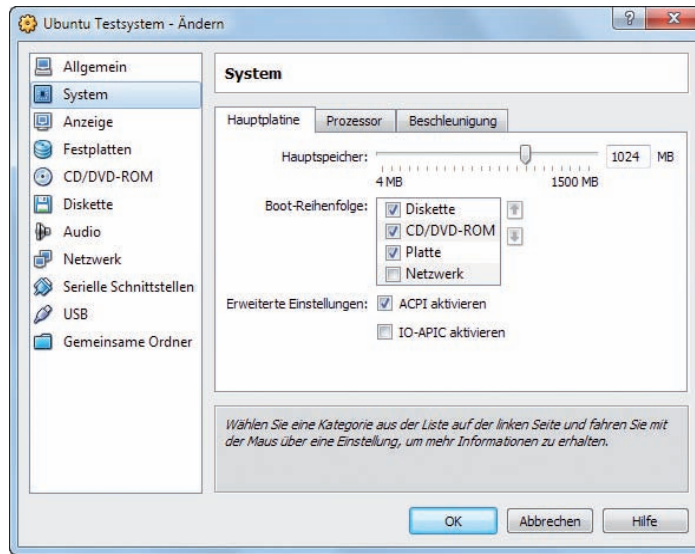 Ubuntu Testsystem - Ändern
Allgemein
System
Anzeige
Festplatten
CD/DVD-ROM
Diskette
Audio
Netzwerk
Serielle Schnittstellen
USB
Gemeinsame Ordner
System
Hauptplatine Prozessor Beschleunigung
Hauptspeicher: 1024 MB
4 MB 1500 MB
Boot-Reihenfolge: Diskette
CD/DVD-ROM
Platte
Netzwerk
Erweiterte Einstellungen: ACPI aktivieren
IO-APIC aktivieren
Wählen Sie eine Kategorie aus der Liste auf der linken Seite und fahren Sie mit
der Maus über eine Einstellung, um mehr Informationen zu erhalten.
OK Abbrechen Hilfe